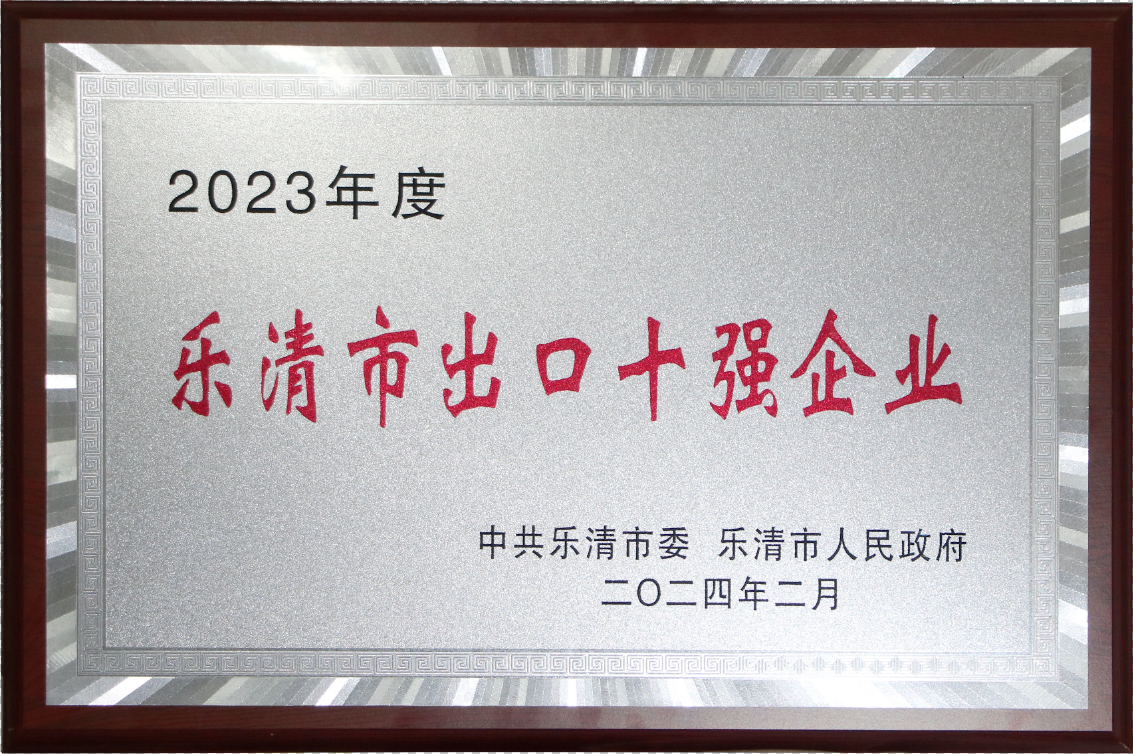 2023年度
乐清市出口十强企业
中共乐清市委 乐清市人民政府
二〇二四年二月